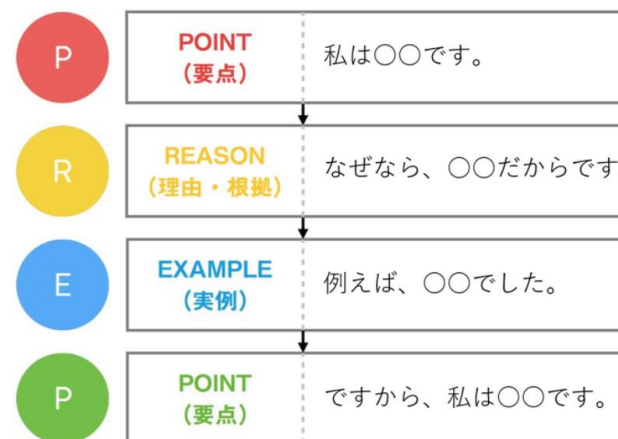 P
POINT
(要点)
私は〇〇です。
R
REASON
(理由・根拠)
なぜなら、〇〇だからです
E
EXAMPLE
(実例)
例えば、〇〇でした。
P
POINT
(要点)
ですから、私は〇〇です。